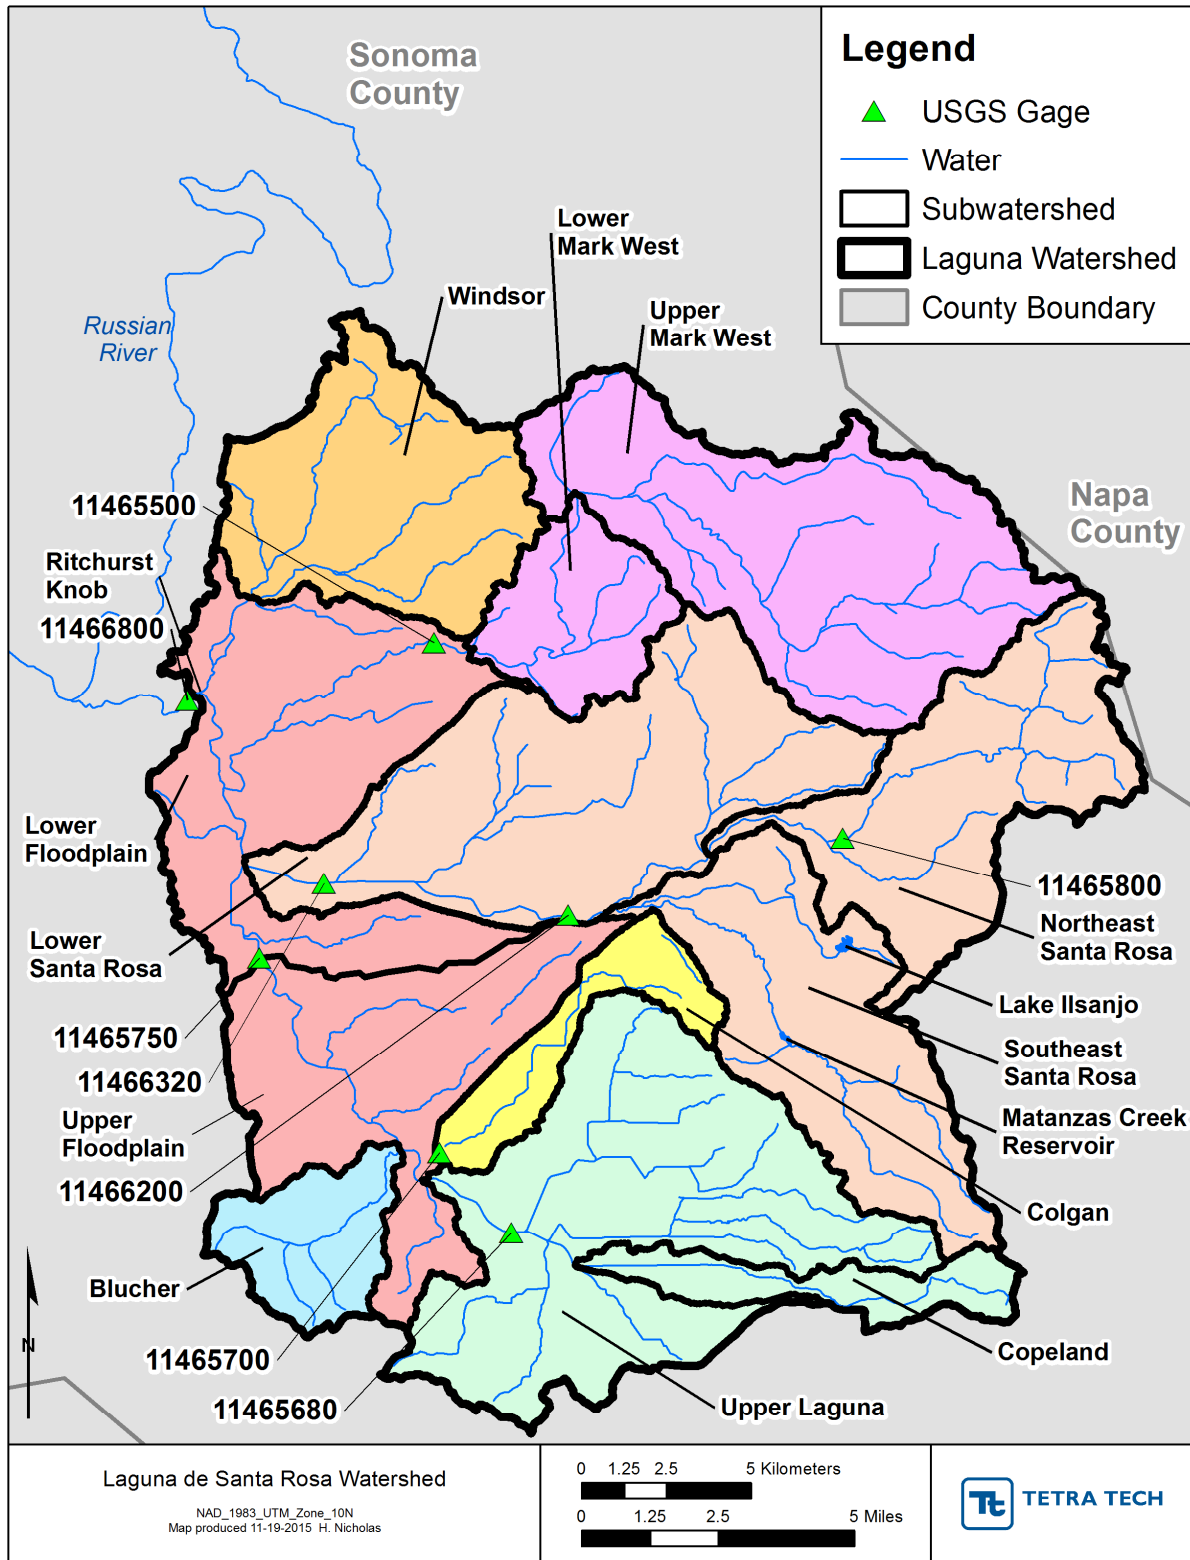 Sonoma
County
Legend
USGS Gage
Water
Subwatershed
Laguna Watershed
County Boundary
Lower
Mark West
Windsor
Upper
Mark West
Russian
River
Napa
County
11465500
Ritchurst
Knob
11466800
Lower
Floodplain
11465800
Northeast
Santa Rosa
Lower
Santa Rosa
Lake Ilsanjo
11465750
Southeast
Santa Rosa
11466320
Matanzas Creek
Reservoir
Upper
Floodplain
11466200
Colgan
Blucher
N
11465700
Copeland
11465680
Upper Laguna
Laguna de Santa Rosa Watershed
NAD_1983_UTM_Zone_10N
Map produced 11-19-2015 H. Nicholas
0 1.25 2.5 5 Kilometers
0 1.25 2.5 5 Miles
Tt TETRA TECH